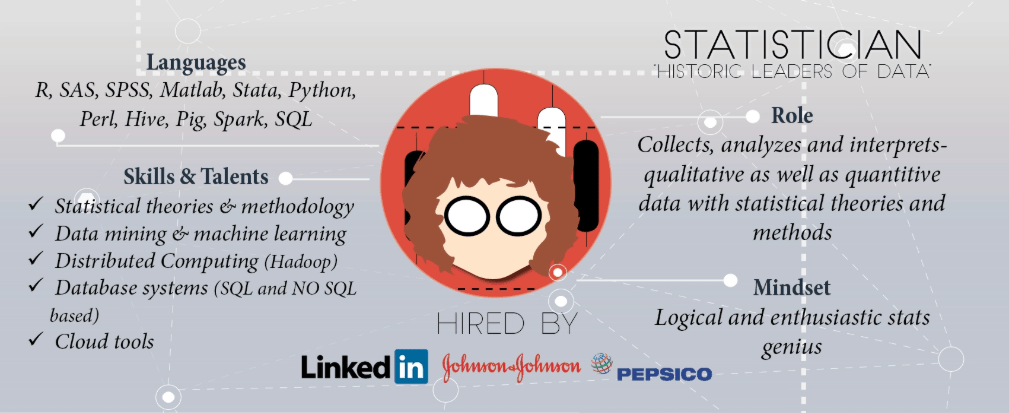 STATISTICIAN
"HISTORIC LEADERS OF DATA"
Languages
R, SAS, SPSS, Matlab, Stata, Python,
Perl, Hive, Pig, Spark, SQL
Skills & Talents
✓ Statistical theories & methodology
✓ Data mining & machine learning
✓ Distributed Computing (Hadoop)
✓ Database systems (SQL and NO SQL
based)
✓ Cloud tools
Role
Collects, analyzes and interprets-
qualitative as well as quantitive
data with statistical theories and
methods
Mindset
Logical and enthusiastic stats
genius
HIRED BY
Linked in Johnson & Johnson PEPSICO